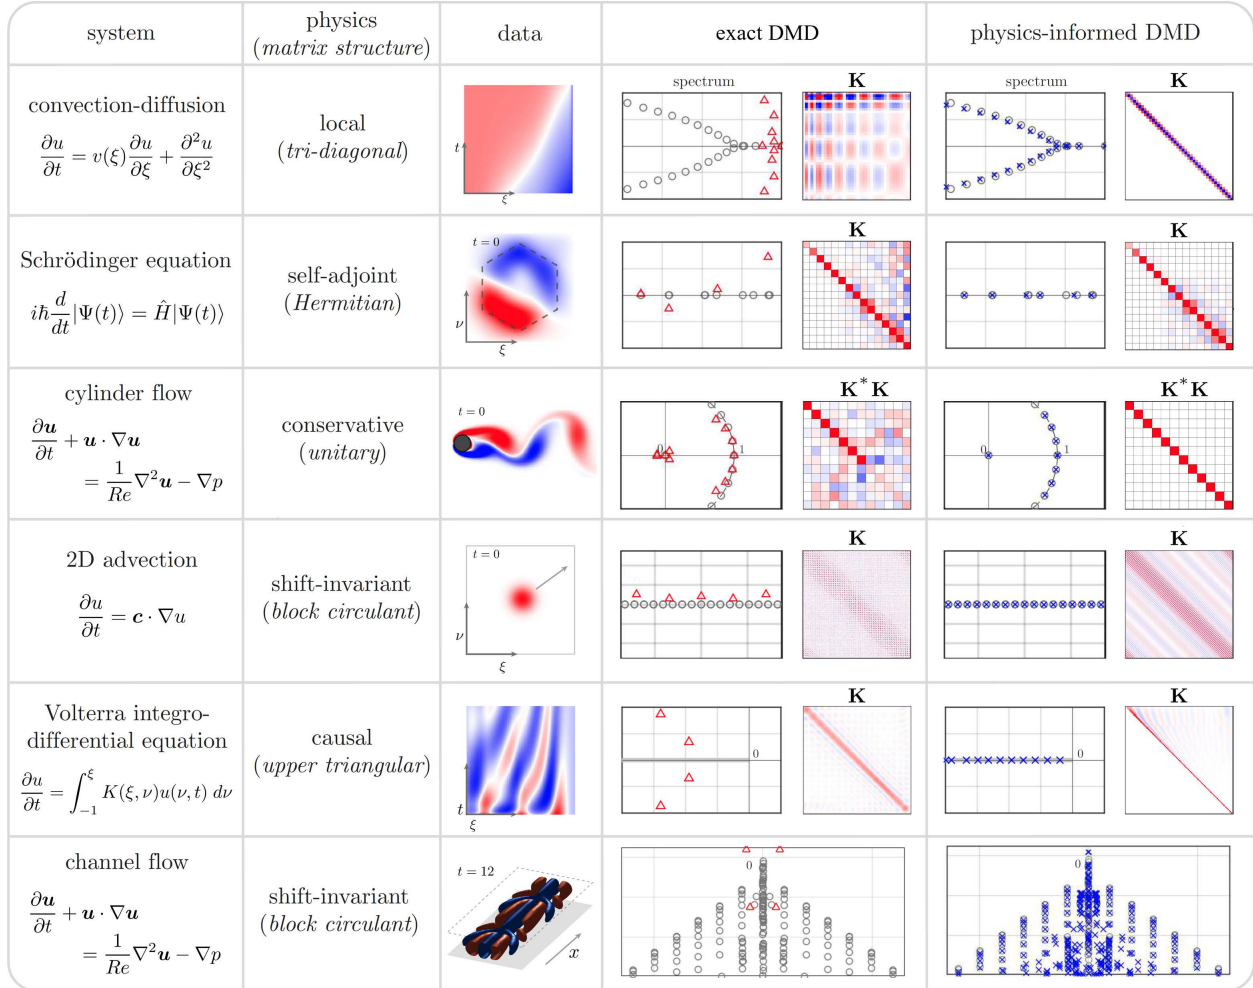 system
physics
(matrix structure)
data
exact DMD
physics-informed DMD
convection-diffusion
∂u/∂t = v(ξ) ∂u/∂ξ + ∂²u/∂ξ²
local
(tri-diagonal)
t
ξ
spectrum
K
spectrum
K
Schrödinger equation
iħ d/dt |Ψ(t)⟩ = Ĥ|Ψ(t)⟩
self-adjoint
(Hermitian)
t = 0
ν
ξ
K
K
cylinder flow
∂u/∂t + u · ∇u
= 1/Re ∇²u − ∇p
conservative
(unitary)
t = 0
0
1
K*K
0
1
K*K
2D advection
∂u/∂t = c · ∇u
shift-invariant
(block circulant)
t = 0
ν
ξ
K
K
Volterra integro-
differential equation
∂u/∂t = ∫₋₁^ξ K(ξ, ν)u(ν, t) dν
causal
(upper triangular)
t
ξ
0
K
0
K
channel flow
∂u/∂t + u · ∇u
= 1/Re ∇²u − ∇p
shift-invariant
(block circulant)
t = 12
x
0
0